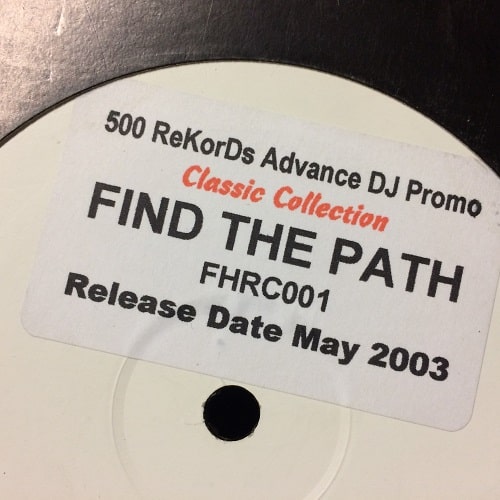 500 ReKorDs Advance DJ Promo
Classic Collection
FIND THE PATH
FHRC001
Release Date May 2003